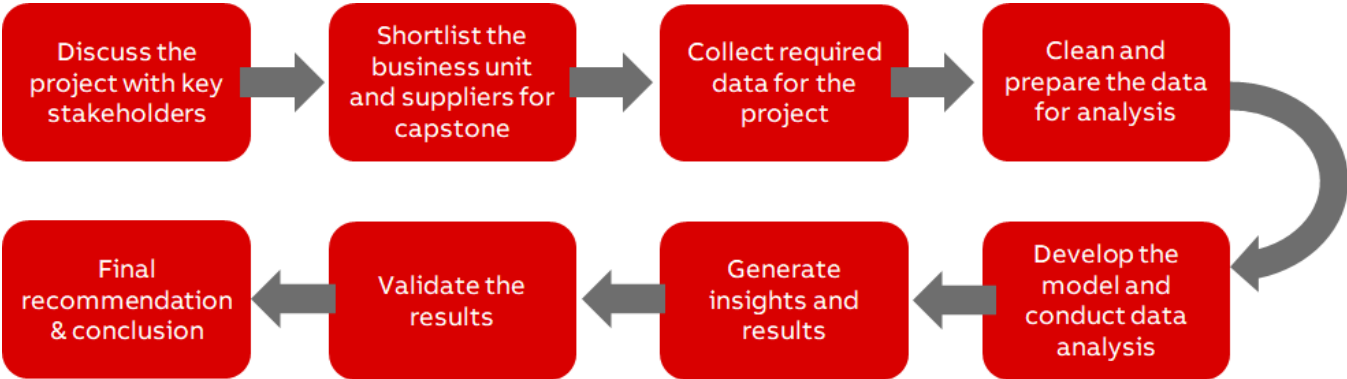 Discuss the
project with key
stakeholders
Shortlist the
business unit
and suppliers for
capstone
Collect required
data for the
project
Clean and
prepare the data
for analysis
Develop the
model and
conduct data
analysis
Generate
insights and
results
Validate the
results
Final
recommendation
& conclusion